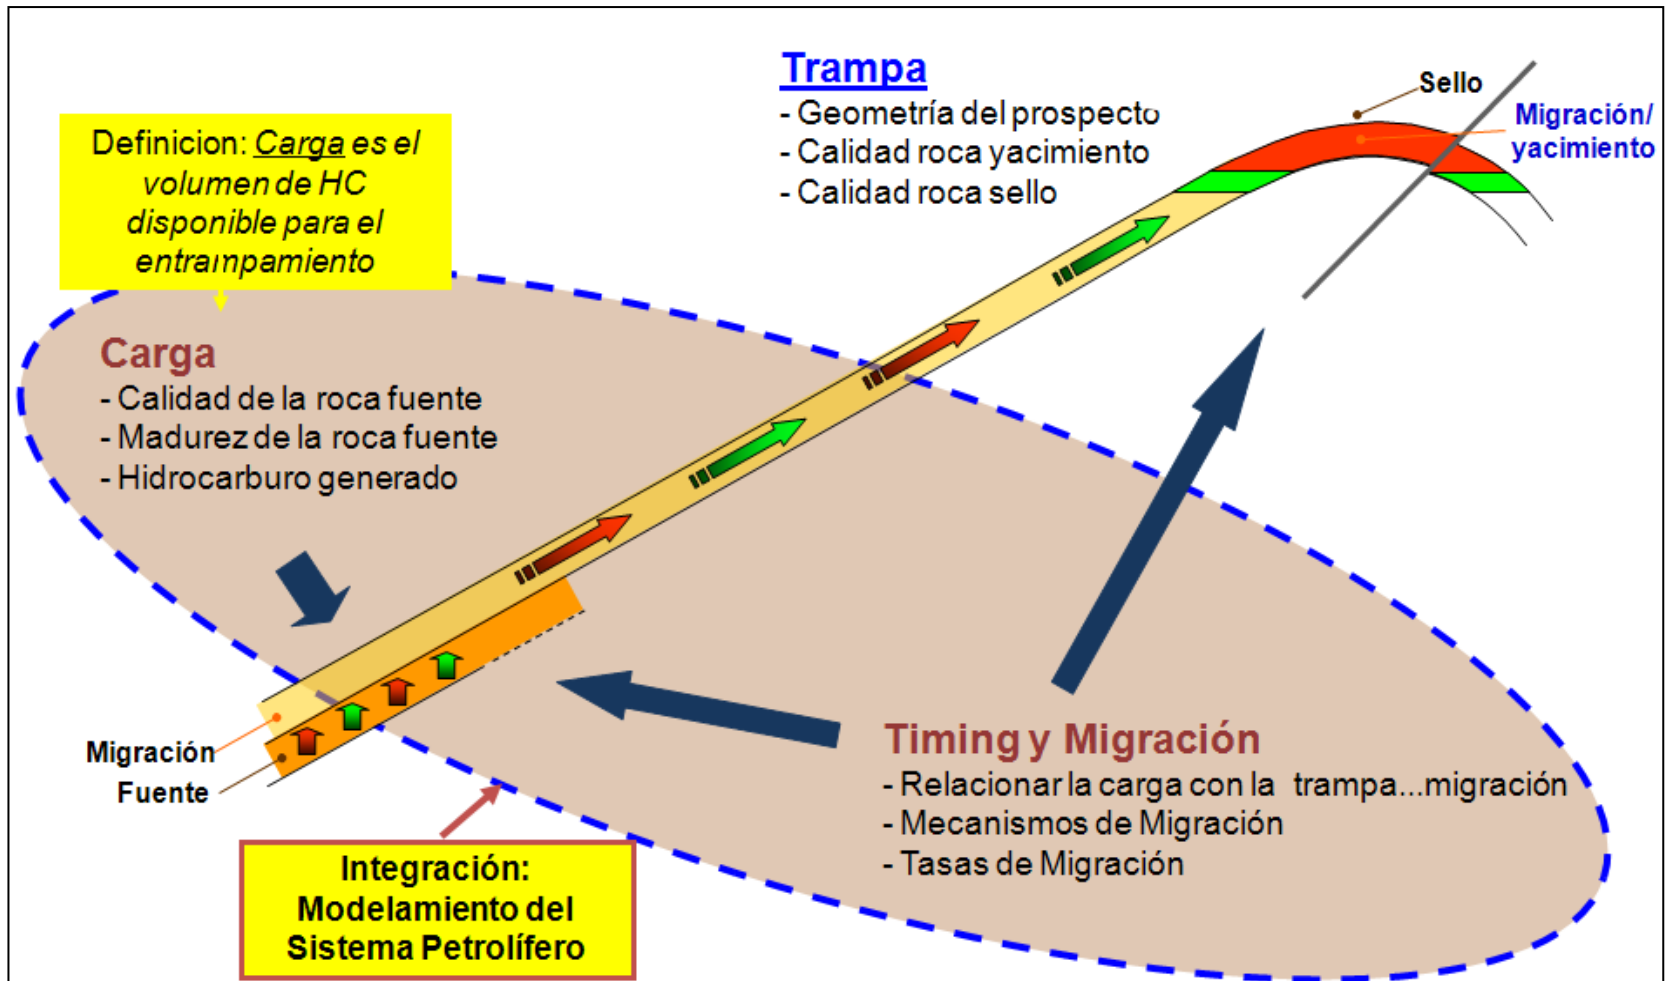 Trampa
- Geometría del prospecto
- Calidad roca yacimiento
- Calidad roca sello
Sello
Migración/
yacimiento
Definicion: Carga es el
volumen de HC
disponible para el
entrampamiento
Carga
- Calidad de la roca fuente
- Madurez de la roca fuente
- Hidrocarburo generado
Migración
Fuente
Timing y Migración
- Relacionar la carga con la trampa...migración
- Mecanismos de Migración
- Tasas de Migración
Integración:
Modelamiento del
Sistema Petrolífero